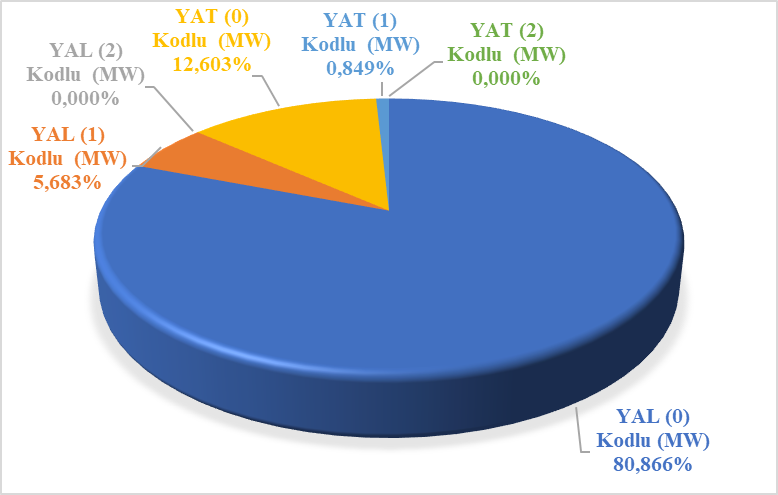 YAT (0)
Kodlu (MW)
12,603%
YAT (1)
Kodlu (MW)
0,849%
YAT (2)
Kodlu (MW)
0,000%
YAL (2)
Kodlu (MW)
0,000%
YAL (1)
Kodlu (MW)
5,683%
YAL (0)
Kodlu (MW)
80,866%